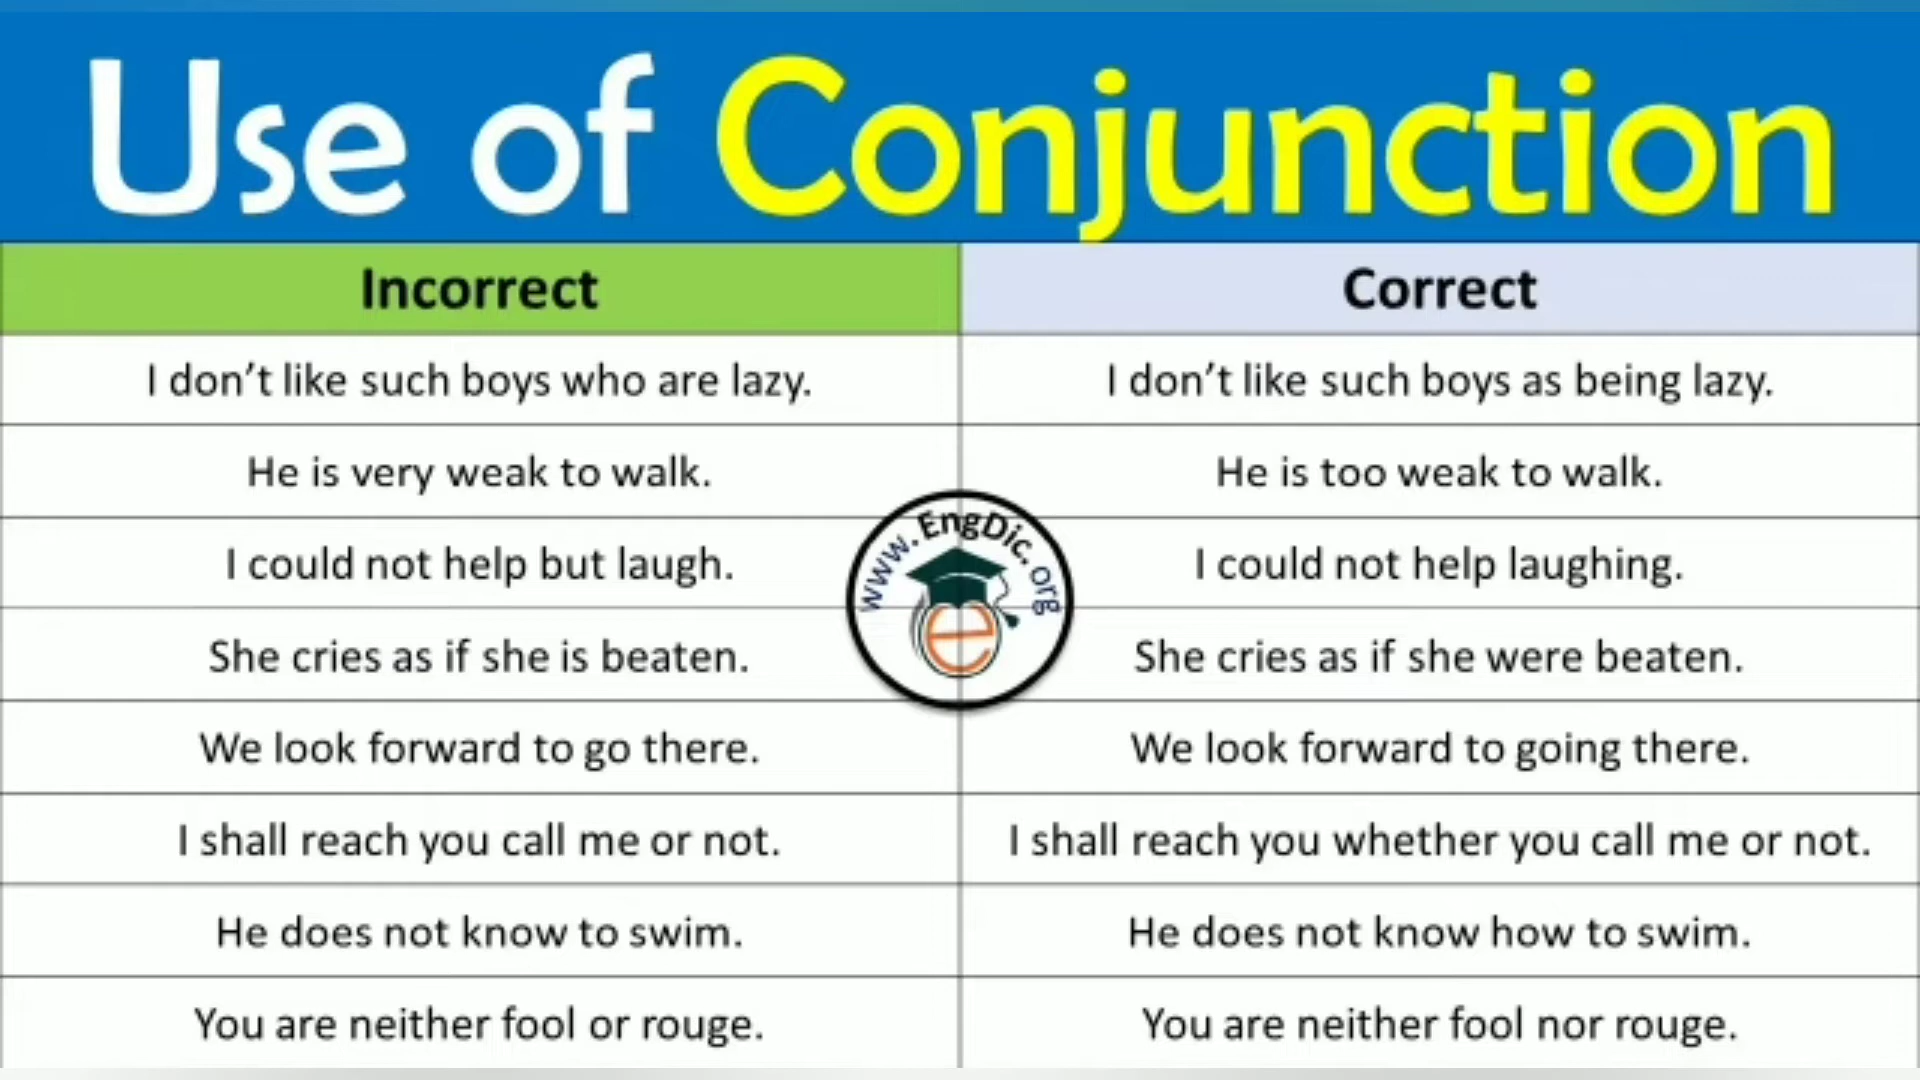 Use of Conjunction
Incorrect
Correct
I don't like such boys who are lazy.
I don't like such boys as being lazy.
He is very weak to walk.
He is too weak to walk.
www.EngDic.org
e
I could not help but laugh.
I could not help laughing.
She cries as if she is beaten.
She cries as if she were beaten.
We look forward to go there.
We look forward to going there.
I shall reach you call me or not.
I shall reach you whether you call me or not.
He does not know to swim.
He does not know how to swim.
You are neither fool or rouge.
You are neither fool nor rouge.